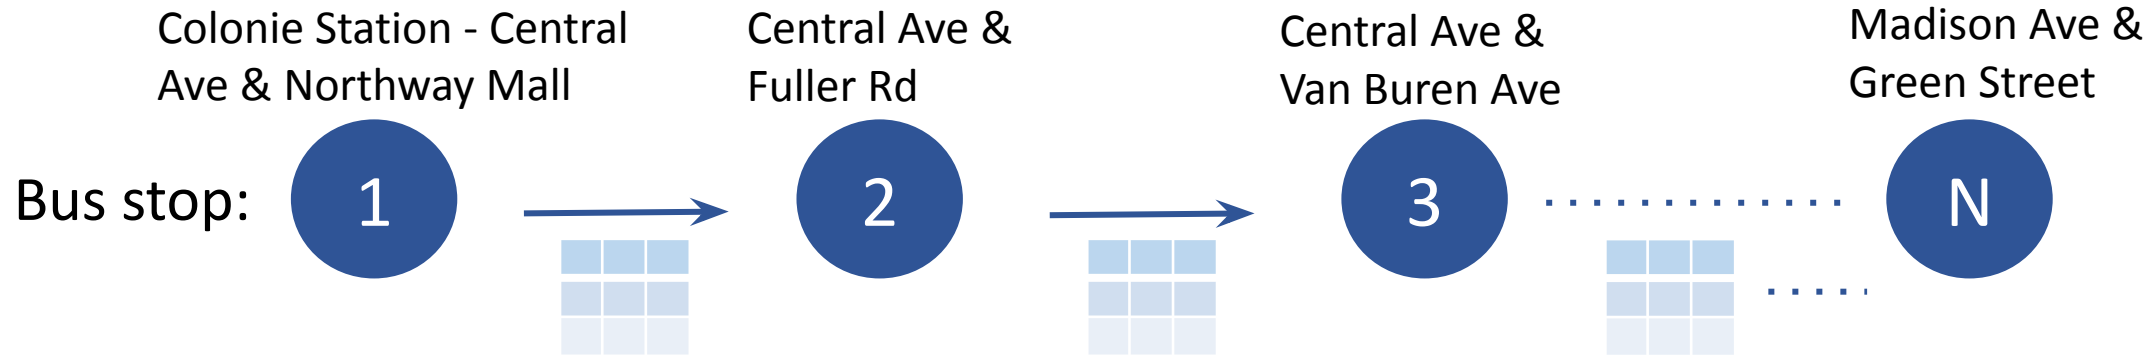 Colonie Station - Central
Ave & Northway Mall
Central Ave &
Fuller Rd
Central Ave &
Van Buren Ave
Madison Ave &
Green Street
Bus stop:
1
2
3
N